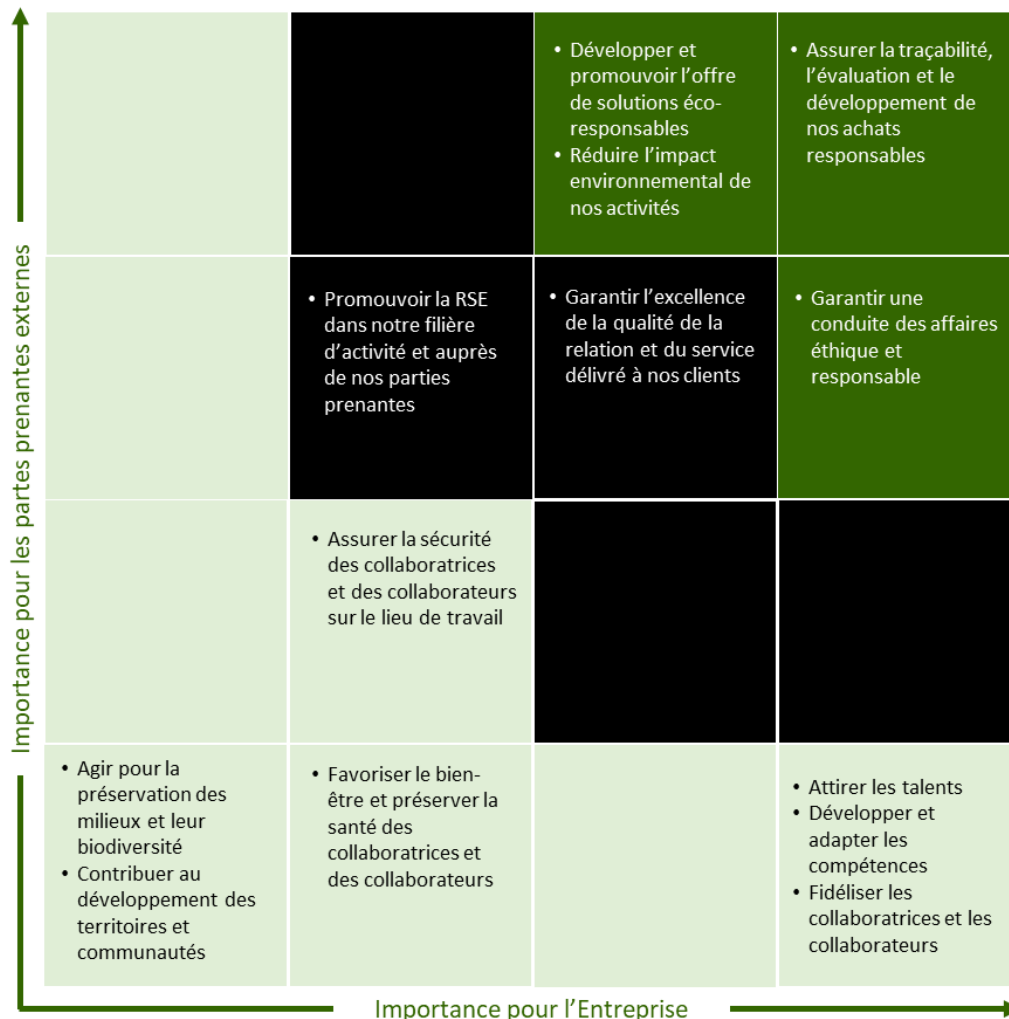 Importance pour les partes prenantes externes
• Développer et
promouvoir l’offre
de solutions éco-
responsables
• Réduire l’impact
environnemental de
nos activités
• Assurer la traçabilité,
l’évaluation et le
développement de
nos achats
responsables
• Promouvoir la RSE
dans notre filière
d’activité et auprès
de nos parties
prenantes
• Garantir l’excellence
de la qualité de la
relation et du service
délivré à nos clients
• Garantir une
conduite des affaires
éthique et
responsable
• Assurer la sécurité
des collaboratrices
et des collaborateurs
sur le lieu de travail
• Agir pour la
préservation des
milieux et leur
biodiversité
• Contribuer au
développement des
territoires et
communautés
• Favoriser le bien-
être et préserver la
santé des
collaboratrices et
des collaborateurs
• Attirer les talents
• Développer et
adapter les
compétences
• Fidéliser les
collaboratrices et les
collaborateurs
Importance pour l’Entreprise